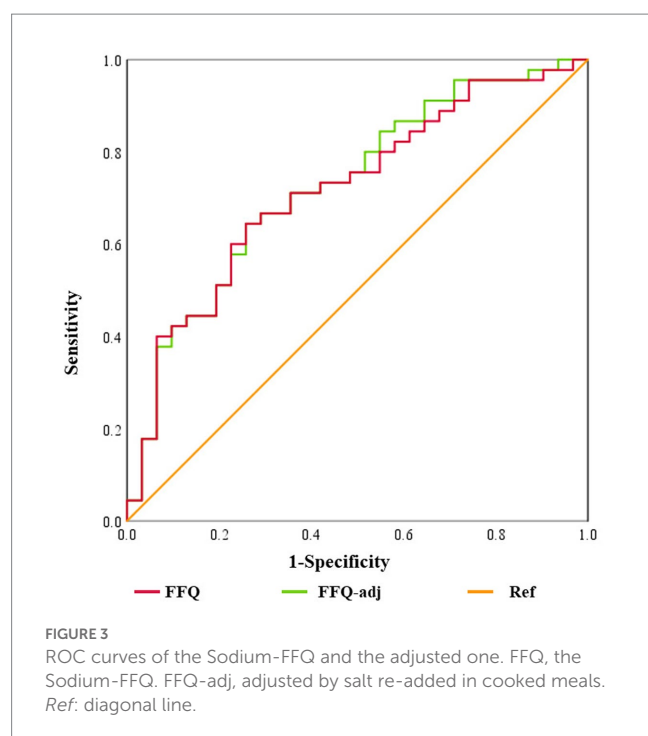 1.0
0.8
0.6
0.4
0.2
0.0
Sensitivity
0.0 0.2 0.4 0.6 0.8 1.0
1-Specificity
FFQ FFQ-adj Ref
FIGURE 3
ROC curves of the Sodium-FFQ and the adjusted one. FFQ, the
Sodium-FFQ. FFQ-adj, adjusted by salt re-added in cooked meals.
Ref: diagonal line.